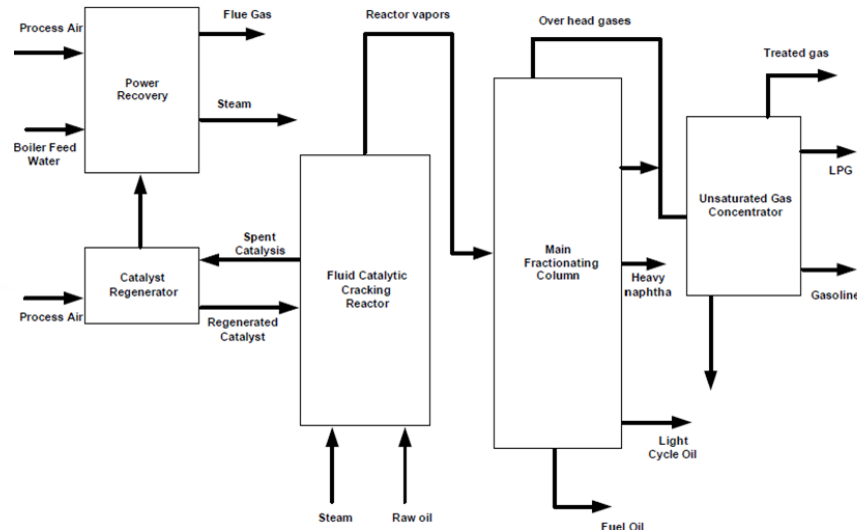 Process Air
Flue Gas
Power
Recovery
Steam
Boiler Feed
Water
Reactor vapors
Over head gases
Treated gas
LPG
Unsaturated Gas
Concentrator
Gasoline
Spent
Catalysis
Catalyst
Regenerator
Process Air
Regenerated
Catalyst
Fluid Catalytic
Cracking
Reactor
Main
Fractionating
Column
Heavy
naphtha
Light
Cycle Oil
Steam
Raw oil
Fuel Oil